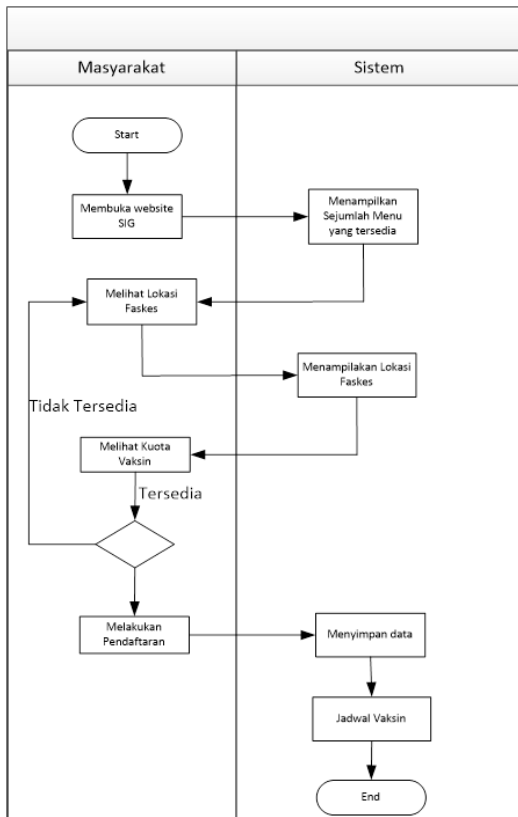 Masyarakat
Sistem
Start
Membuka website
SIG
Menampilkan
Sejumlah Menu
yang tersedia
Melihat Lokasi
Faskes
Menampilakan Lokasi
Faskes
Tidak Tersedia
Melihat Kuota
Vaksin
Tersedia
Melakukan
Pendaftaran
Menyimpan data
Jadwal Vaksin
End